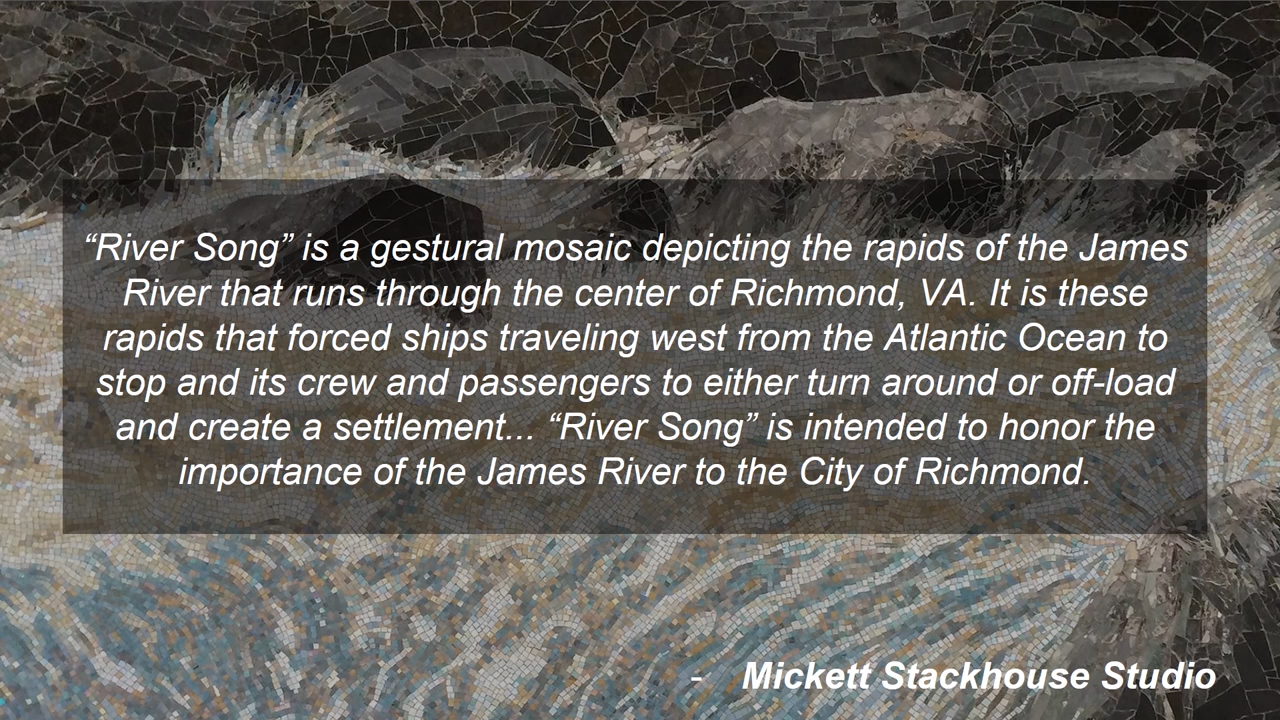 “River Song” is a gestural mosaic depicting the rapids of the James
River that runs through the center of Richmond, VA. It is these
rapids that forced ships traveling west from the Atlantic Ocean to
stop and its crew and passengers to either turn around or off-load
and create a settlement... “River Song” is intended to honor the
importance of the James River to the City of Richmond.
- Mickett Stackhouse Studio